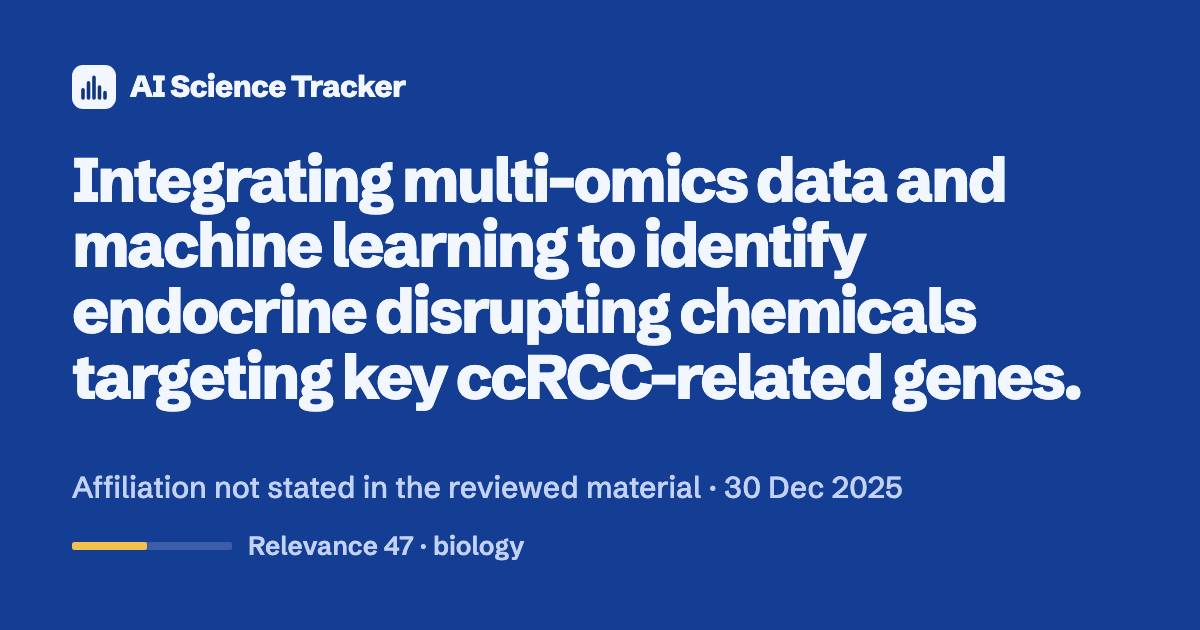 AI Science Tracker
Integrating multi-omics data and
machine learning to identify
endocrine disrupting chemicals
targeting key ccRCC-related genes.
Affiliation not stated in the reviewed material · 30 Dec 2025
Relevance 47 · biology